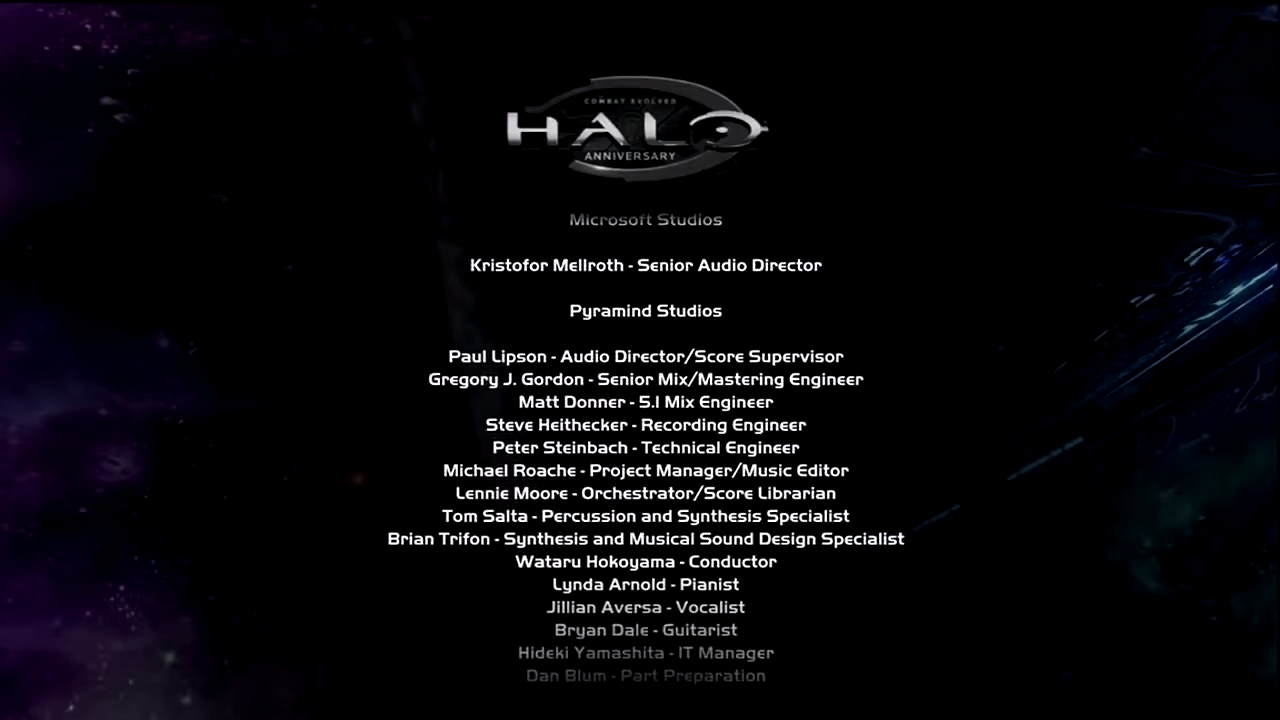 COMBAT EVOLVED
HALO
ANNIVERSARY
Microsoft Studios
Kristofor Mellroth - Senior Audio Director
Pyramind Studios
Paul Lipson - Audio Director/Score Supervisor
Gregory J. Gordon - Senior Mix/Mastering Engineer
Matt Donner - 5.1 Mix Engineer
Steve Heithecker - Recording Engineer
Peter Steinbach - Technical Engineer
Michael Roache - Project Manager/Music Editor
Lennie Moore - Orchestrator/Score Librarian
Tom Salta - Percussion and Synthesis Specialist
Brian Trifon - Synthesis and Musical Sound Design Specialist
Wataru Hokoyama - Conductor
Lynda Arnold - Pianist
Jillian Aversa - Vocalist
Bryan Dale - Guitarist
Hideki Yamashita - IT Manager
Dan Blum - Part Preparation